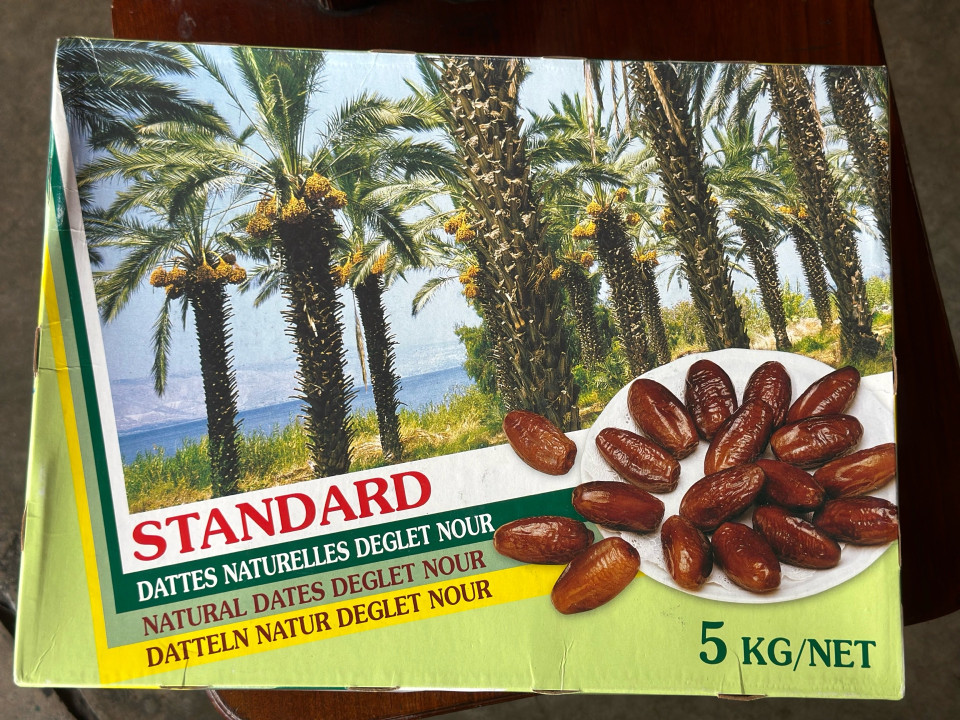 STANDARD
DATTES NATURELLES DEGLET NOUR
NATURAL DATES DEGLET NOUR
DATTELN NATUR DEGLET NOUR
5 KG/NET